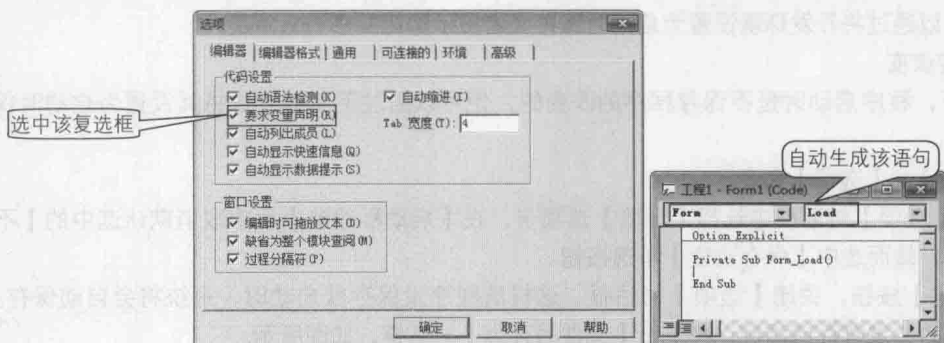 选项
编辑器
编辑器格式
通用
可连接的
环境
高级
代码设置
自动语法检测(K)
自动缩进(I)
要求变量声明(R)
Tab 宽度(T): 4
自动列出成员(L)
自动显示快速信息(Q)
自动显示数据提示(S)
选中该复选框
窗口设置
编辑时可拖放文本(D)
缺省为整个模块查阅(M)
过程分隔符(P)
确定
取消
帮助
自动生成该语句
工程1 - Form1 (Code)
Form
Load
Option Explicit
Private Sub Form_Load()
End Sub